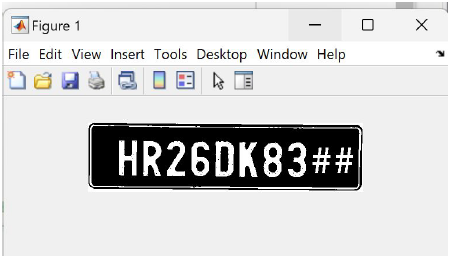 Figure 1
File Edit View Insert Tools Desktop Window Help
HR26DK83##